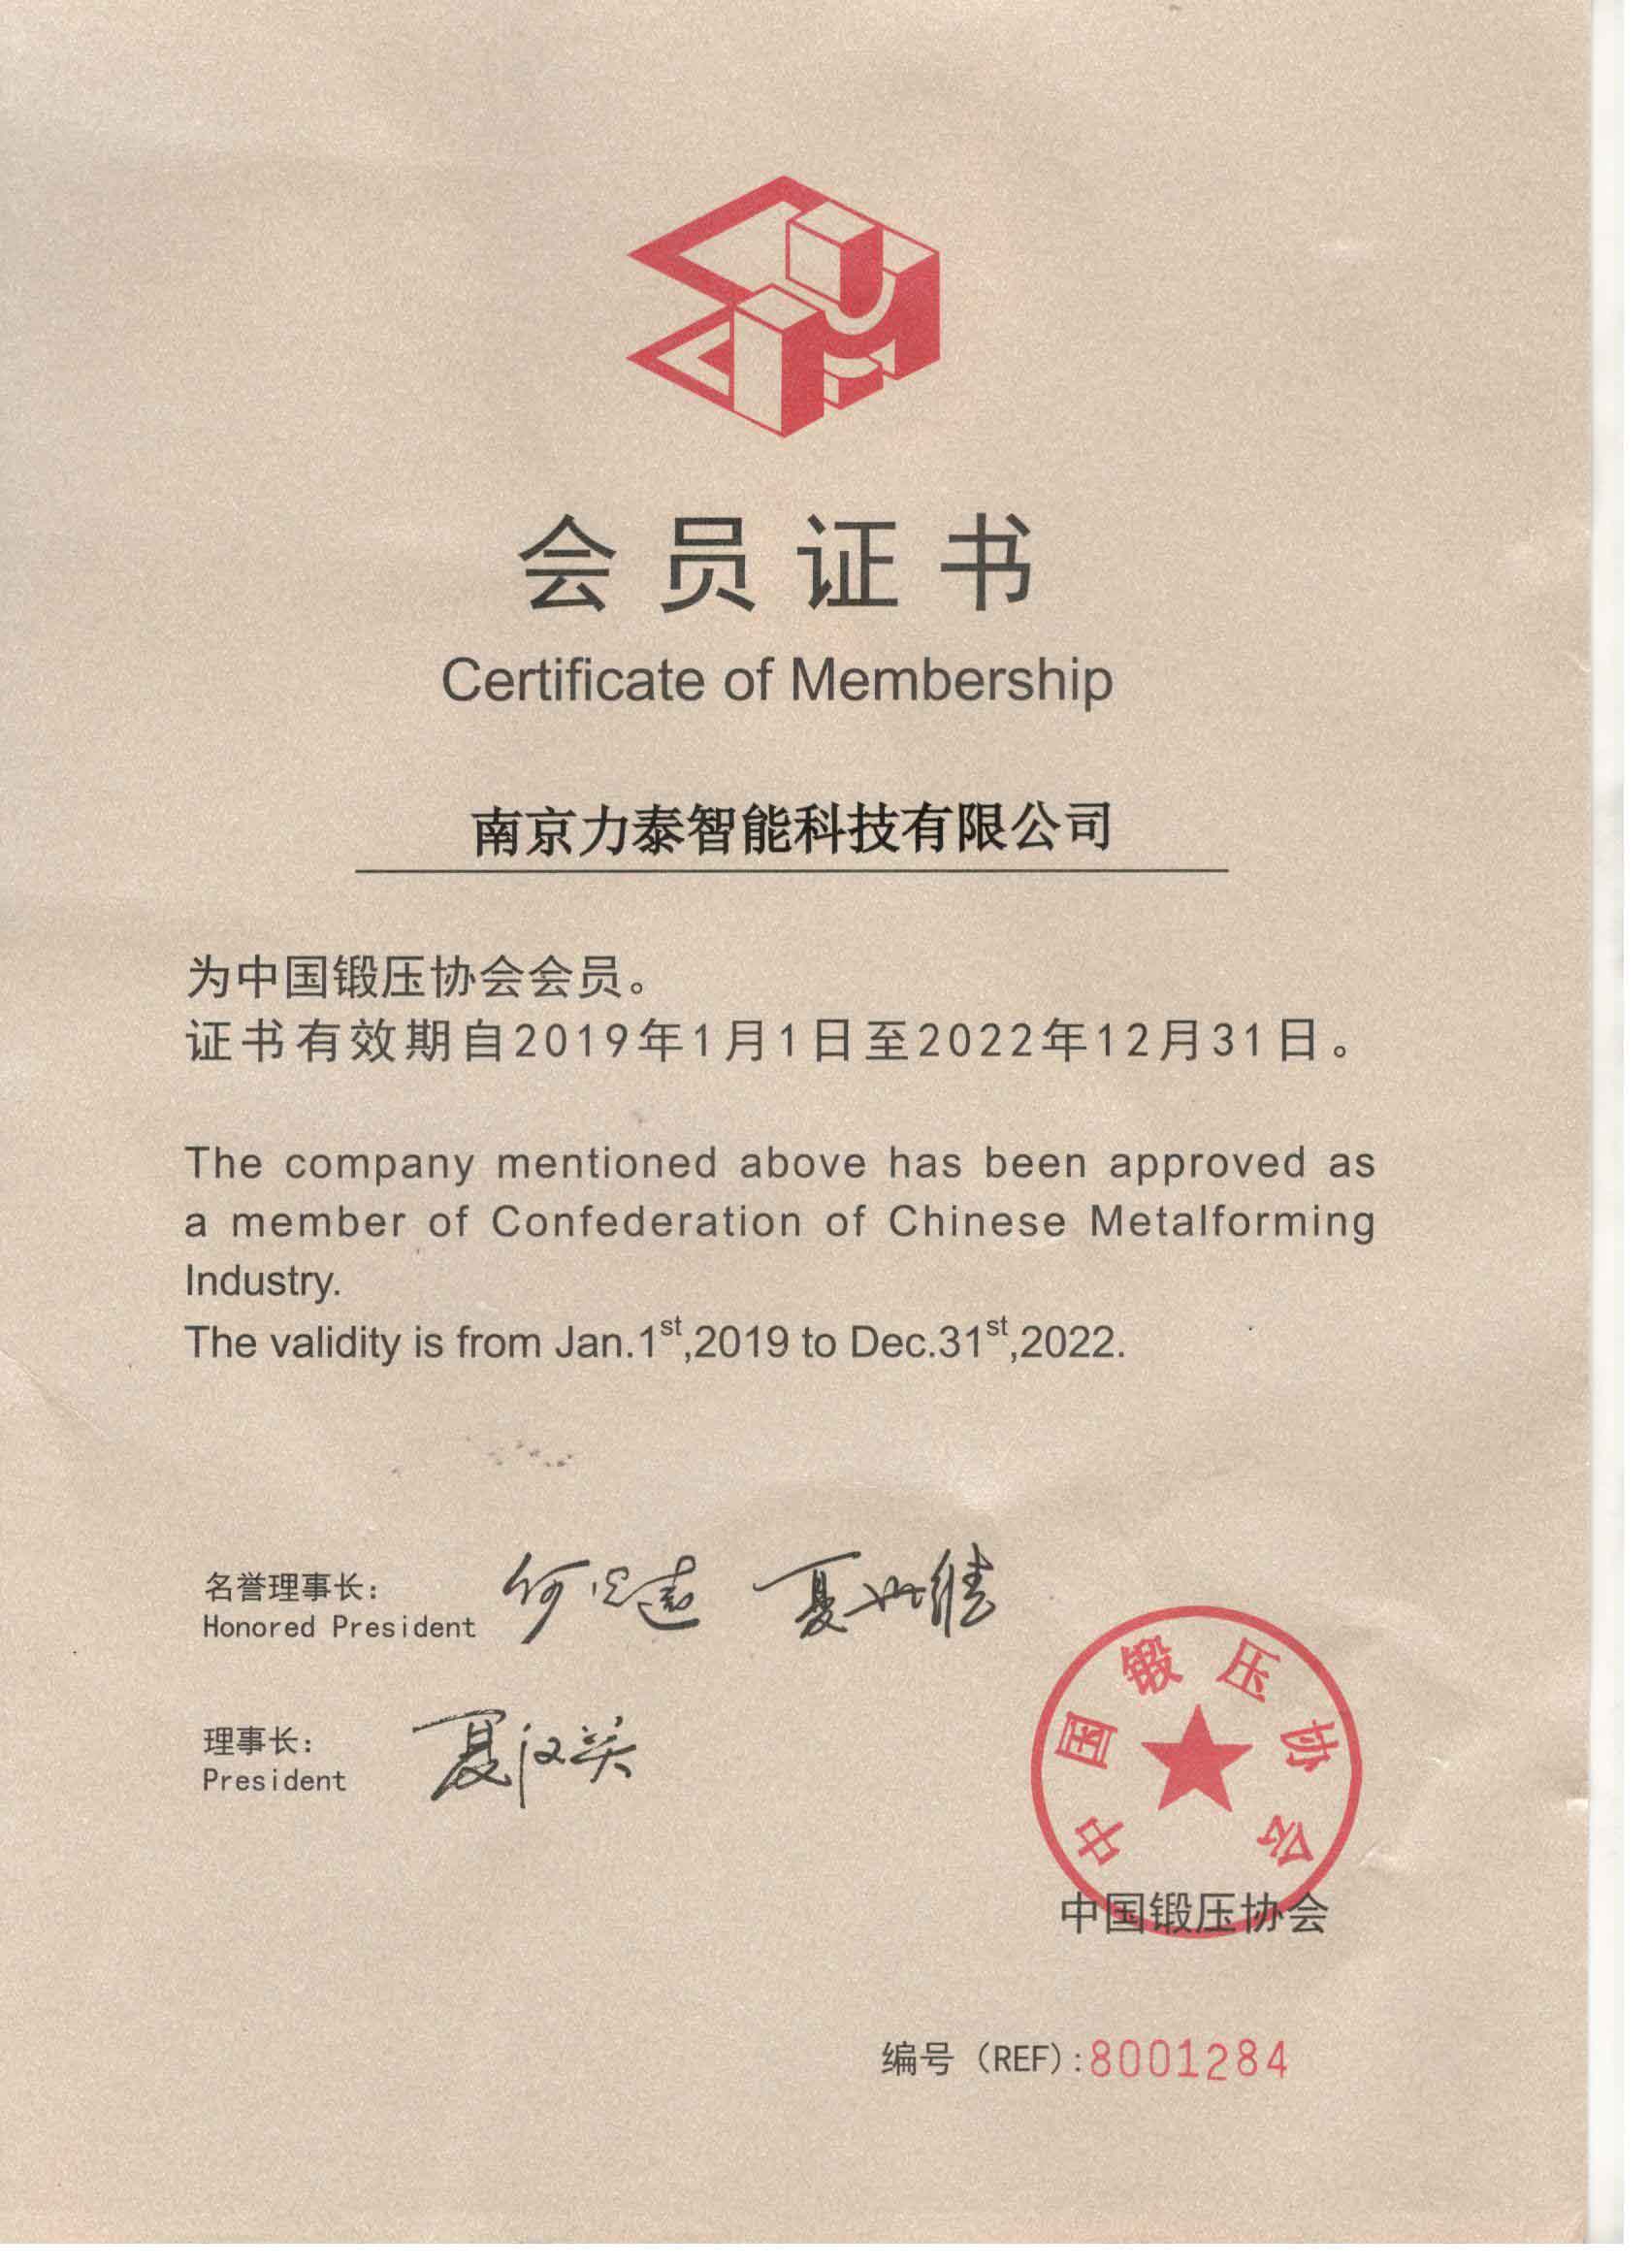 会员证书
Certificate of Membership
南京力泰智能科技有限公司
为中国锻压协会会员。
证书有效期自2019年1月1日至2022年12月31日。
The company mentioned above has been approved as
a member of Confederation of Chinese Metalforming
Industry.
The validity is from Jan.1st,2019 to Dec.31st,2022.
名誉理事长：
Honored President
理事长：
President
中国锻压协会
中国锻压协会
编号（REF）:8001284